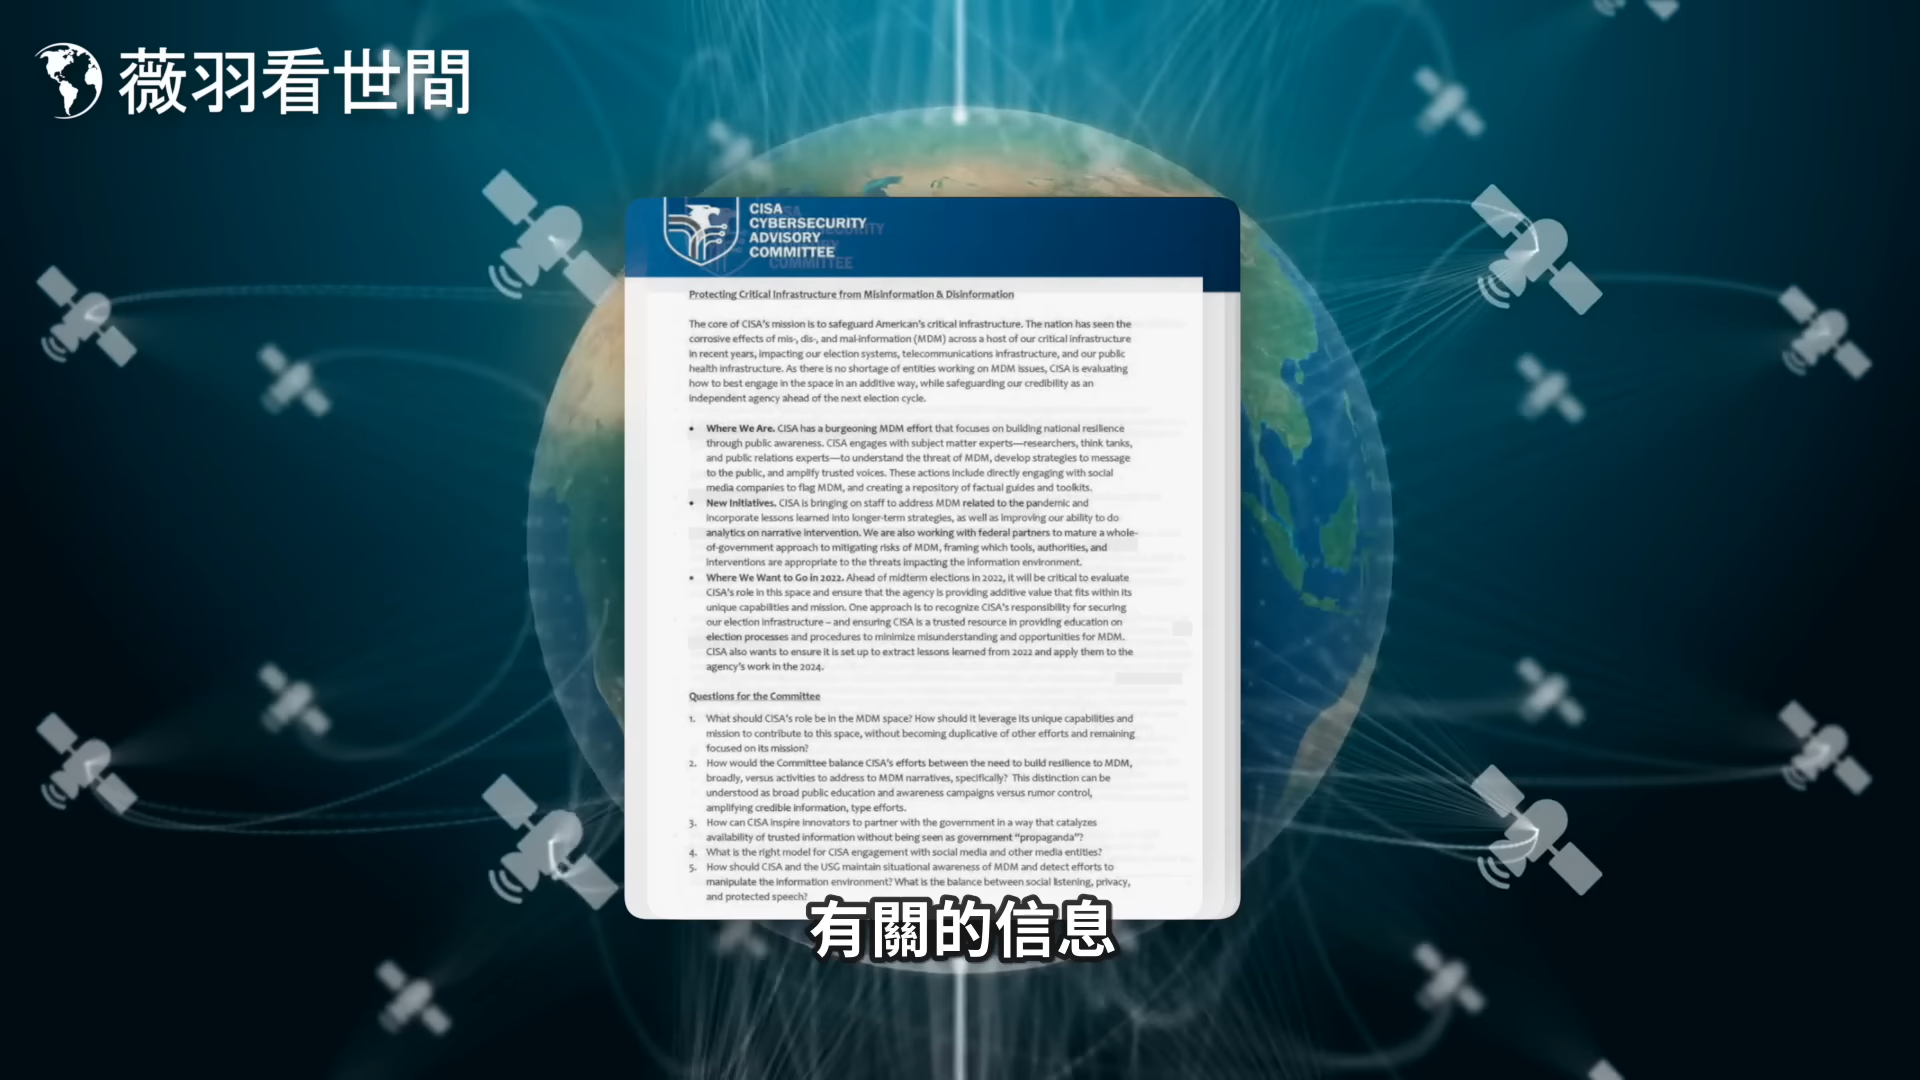 薇羽看世間
CISA
CYBERSECURITY
ADVISORY
COMMITTEE
Protecting Critical Infrastructure from Misinformation & Disinformation
The core of CISA's mission is to safeguard American's critical infrastructure. The nation has seen the
corrosive effects of mis-, dis-, and mal-information (MDM) across a host of our critical infrastructure
in recent years, impacting our election systems, telecommunications infrastructure, and our public
health infrastructure. As there is no shortage of entities working on MDM issues, CISA is evaluating
how to best engage in the space in an additive way, while safeguarding our credibility as an
independent agency ahead of the next election cycle.
• Where We Are. CISA has a burgeoning MDM effort that focuses on building national resilience
through public awareness. CISA engages with subject matter experts—researchers, think tanks,
and public relations experts—to understand the threat of MDM, develop strategies to message
to the public, and amplify trusted voices. These actions include directly engaging with social
media companies to flag MDM, and creating a repository of factual guides and toolkits.
• New Initiatives. CISA is bringing on staff to address MDM related to the pandemic and
incorporate lessons learned into longer-term strategies, as well as improving our ability to do
analytics on narrative intervention. We are also working with federal partners to mature a whole-
of-government approach to mitigating risks of MDM, framing which tools, authorities, and
interventions are appropriate to the threats impacting the information environment.
• Where We Want to Go in 2022. Ahead of midterm elections in 2022, it will be critical to evaluate
CISA's role in this space and ensure that the agency is providing additive value that fits within its
unique capabilities and mission. One approach is to recognize CISA's responsibility for securing
our election infrastructure – and ensuring CISA is a trusted resource in providing education on
election processes and procedures to minimize misunderstanding and opportunities for MDM.
CISA also wants to ensure it is set up to extract lessons learned from 2022 and apply them to the
agency's work in the 2024.
Questions for the Committee
1. What should CISA's role be in the MDM space? How should it leverage its unique capabilities and
mission to contribute to this space, without becoming duplicative of other efforts and remaining
focused on its mission?
2. How would the Committee balance CISA's efforts between the need to build resilience to MDM,
broadly, versus activities to address to MDM narratives, specifically? This distinction can be
understood as broad public education and awareness campaigns versus rumor control,
amplifying credible information, type efforts.
3. How can CISA inspire innovators to partner with the government in a way that catalyzes
availability of trusted information without being seen as government "propaganda"?
4. What is the right model for CISA engagement with social media and other media entities?
5. How should CISA and the USG maintain situational awareness of MDM and detect efforts to
manipulate the information environment? What is the balance between social listening, privacy,
and protected speech?
有關的信息